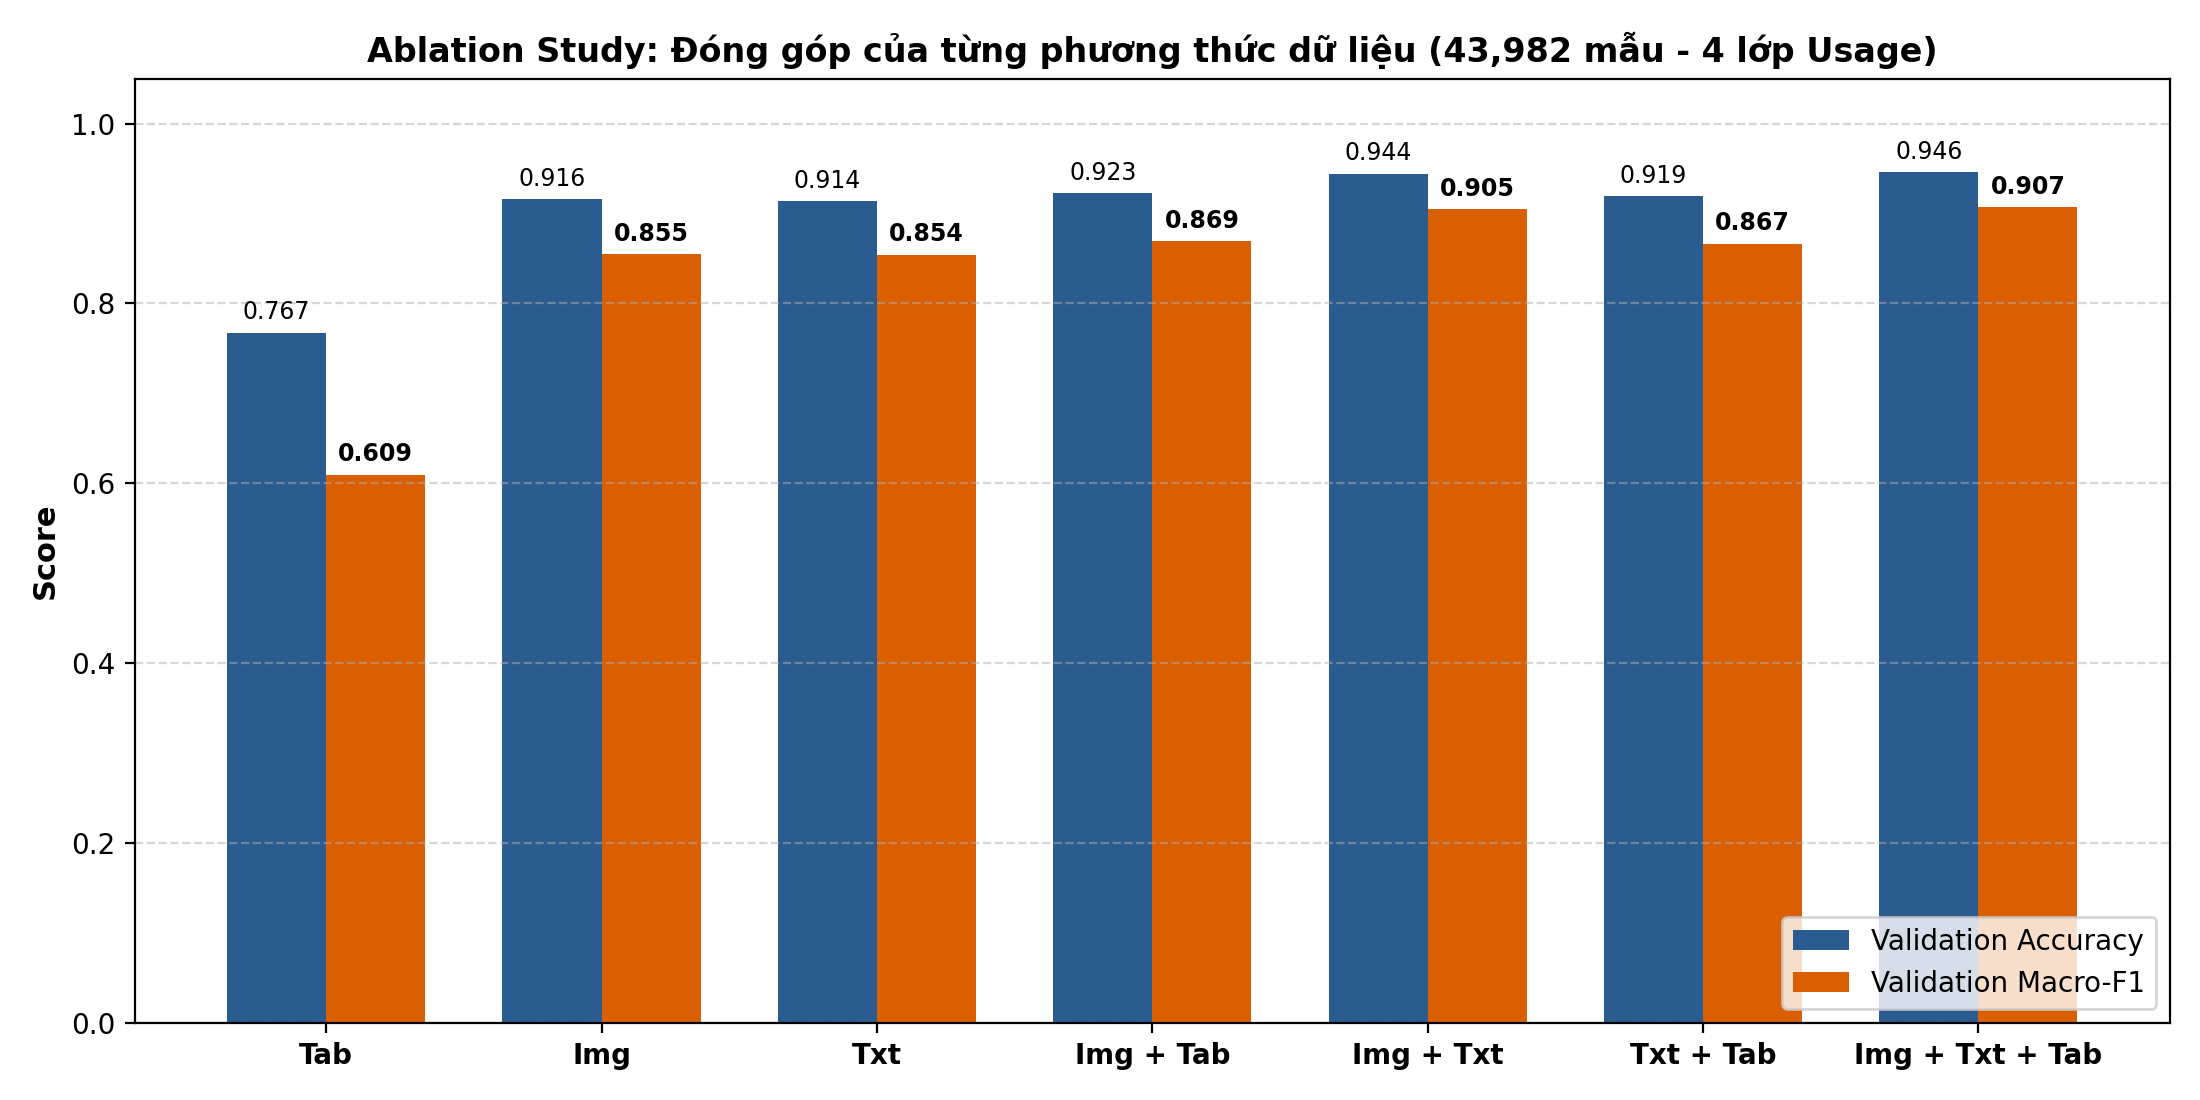 Ablation Study: Đóng góp của từng phương thức dữ liệu (43,982 mẫu - 4 lớp Usage)
Score
1.0
0.8
0.6
0.4
0.2
0.0
0.767
0.609
0.916
0.855
0.914
0.854
0.923
0.869
0.944
0.905
0.919
0.867
0.946
0.907
Tab
Img
Txt
Img + Tab
Img + Txt
Txt + Tab
Img + Txt + Tab
Validation Accuracy
Validation Macro-F1